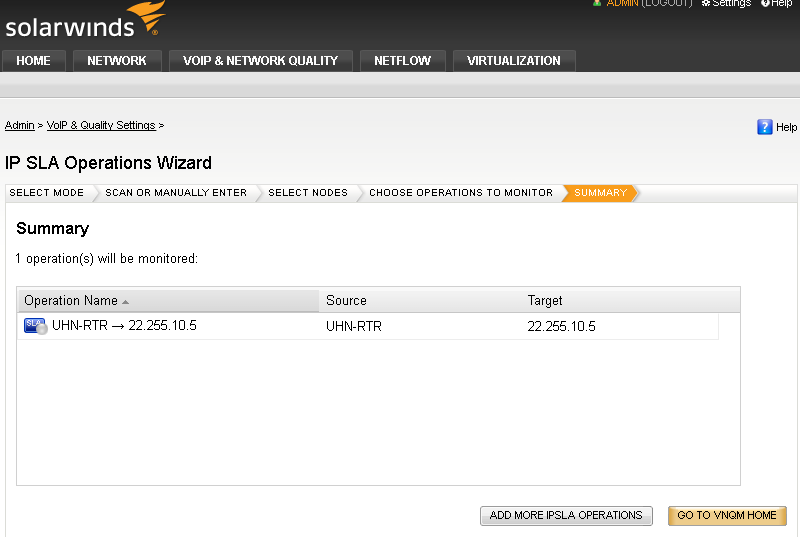 ADMIN (LOGOUT) Settings Help
solarwinds
HOME NETWORK VOIP & NETWORK QUALITY NETFLOW VIRTUALIZATION
Admin > VoIP & Quality Settings >
? Help
IP SLA Operations Wizard
SELECT MODE SCAN OR MANUALLY ENTER SELECT NODES CHOOSE OPERATIONS TO MONITOR SUMMARY
Summary
1 operation(s) will be monitored:
Operation Name Source Target
SLA UHN-RTR → 22.255.10.5 UHN-RTR 22.255.10.5
ADD MORE IPSLA OPERATIONS GO TO VNQM HOME